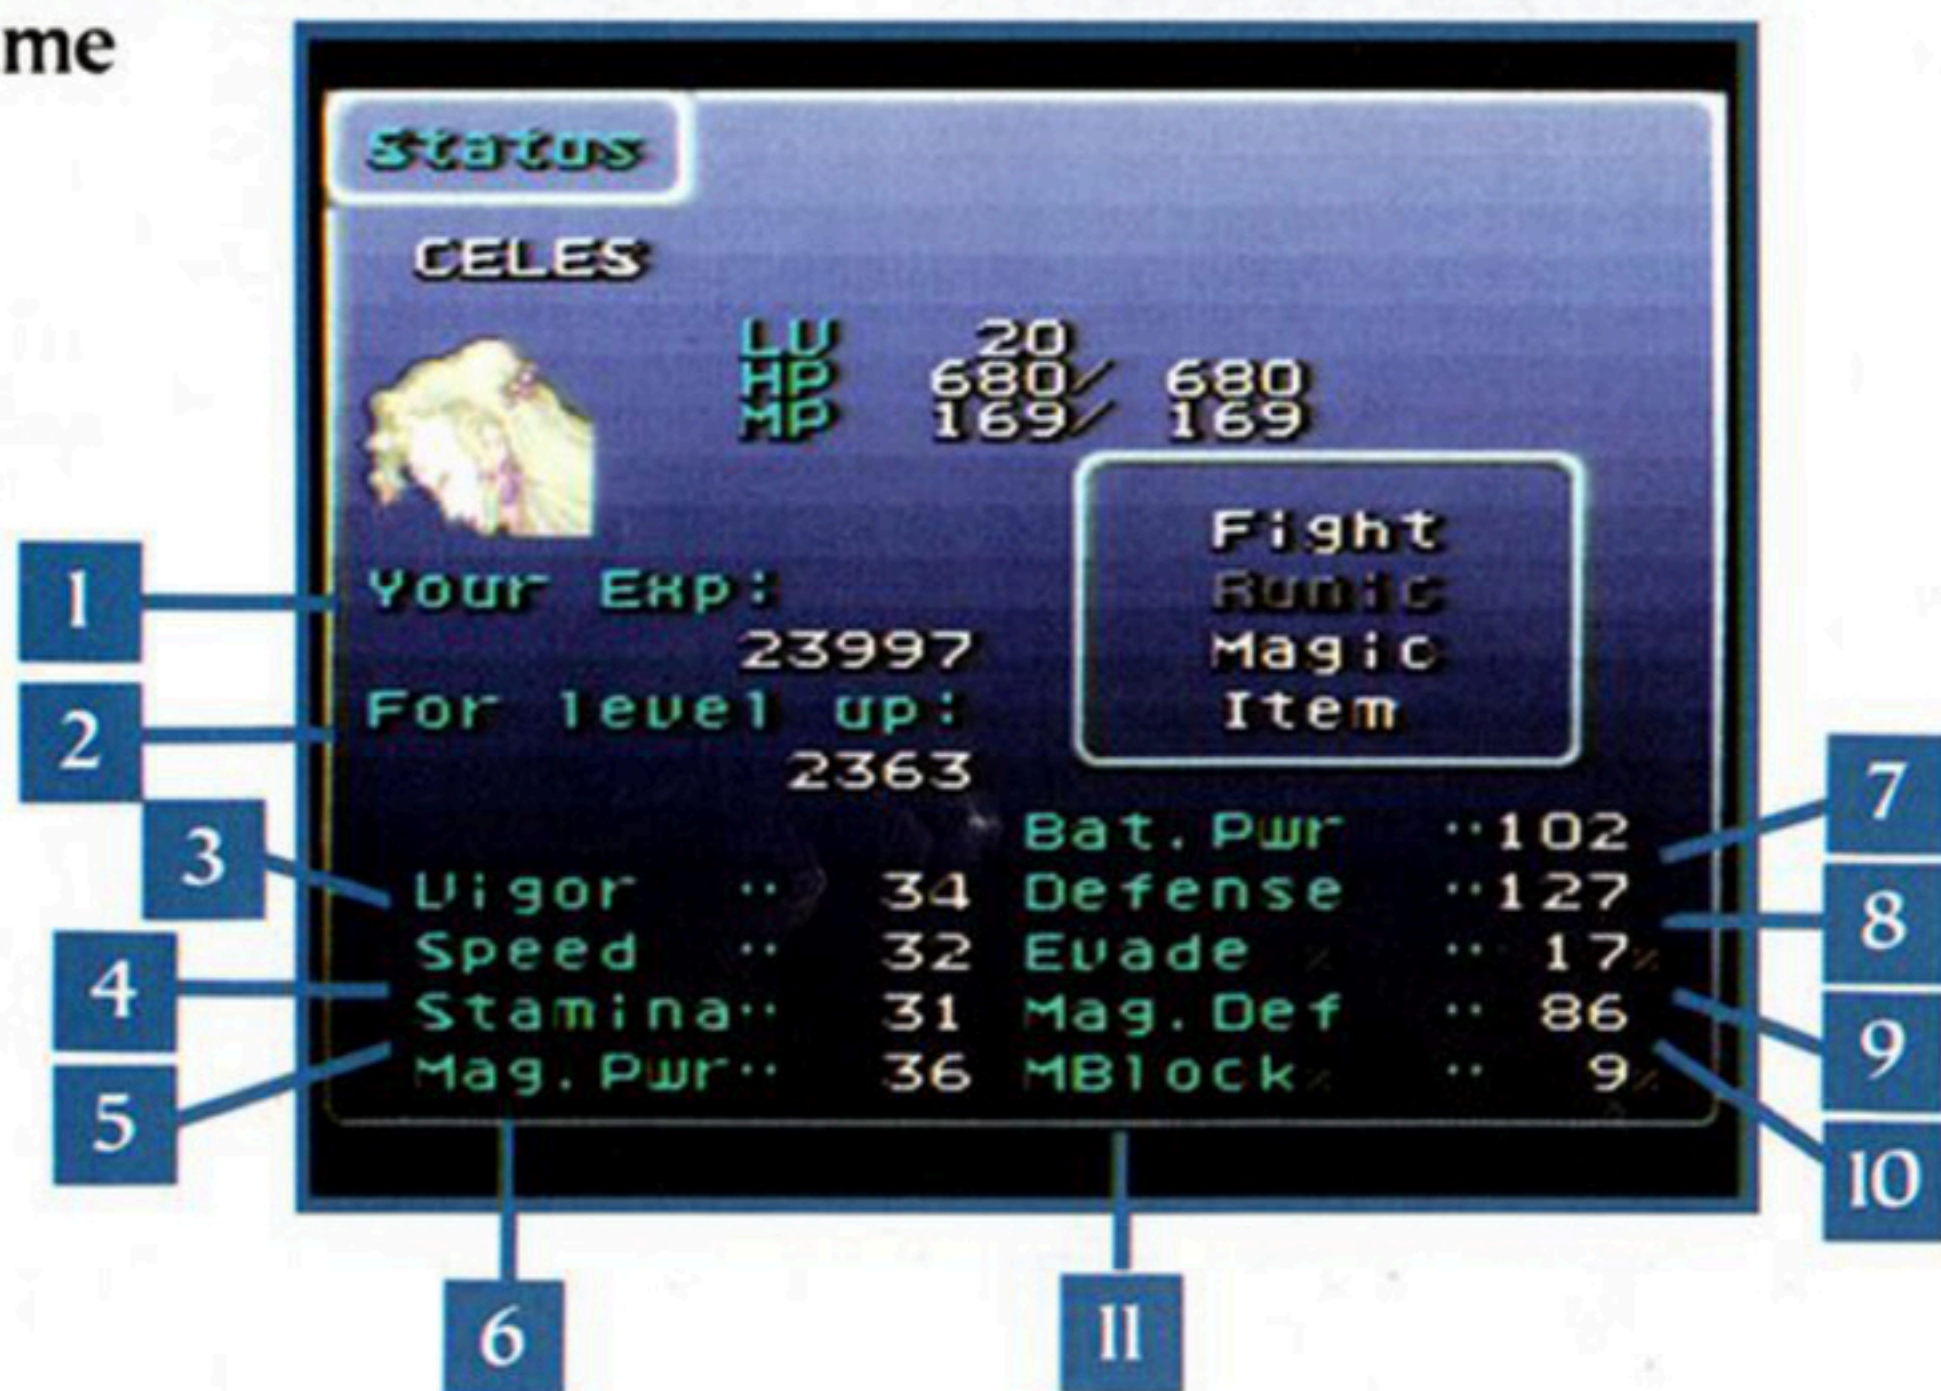 me
Status
CELES
LV 20
HP 680/ 680
MP 169/ 169
Fight
Runic
Magic
Item
1
Your Exp:
23997
2
For level up:
2363
3
Vigor ·· 34
4
Speed ·· 32
5
Stamina·· 31
Mag.Pwr·· 36
Bat.Pwr ··102
7
Defense ··127
8
Evade % ·· 17%
9
Mag.Def ·· 86
10
MBlock% ·· 9%
6
11